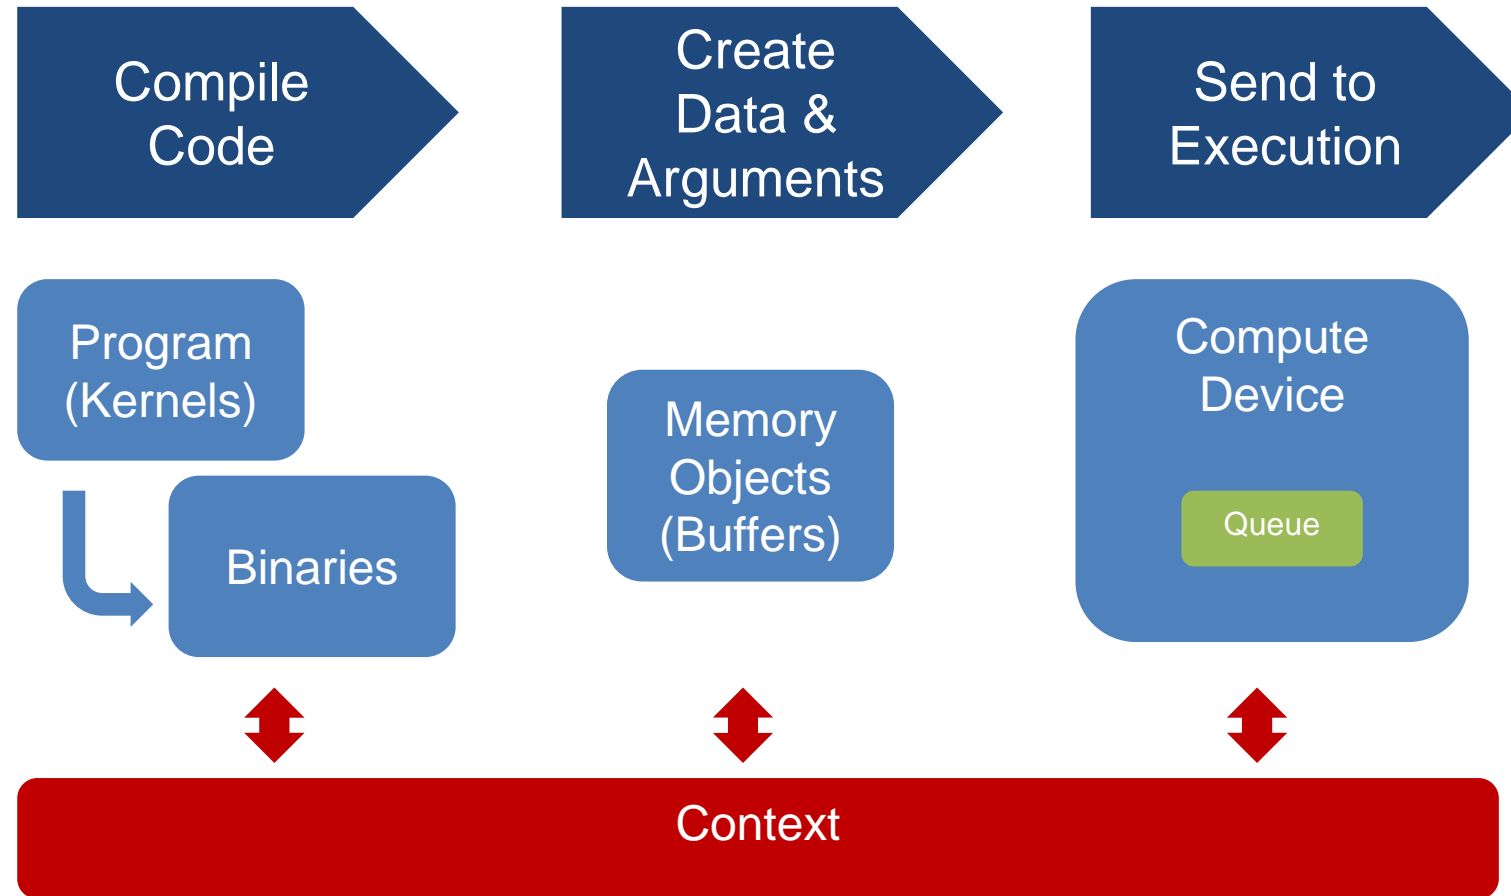 Compile
Code
Create
Data &
Arguments
Send to
Execution
Program
(Kernels)
Binaries
Memory
Objects
(Buffers)
Compute
Device
Queue
Context